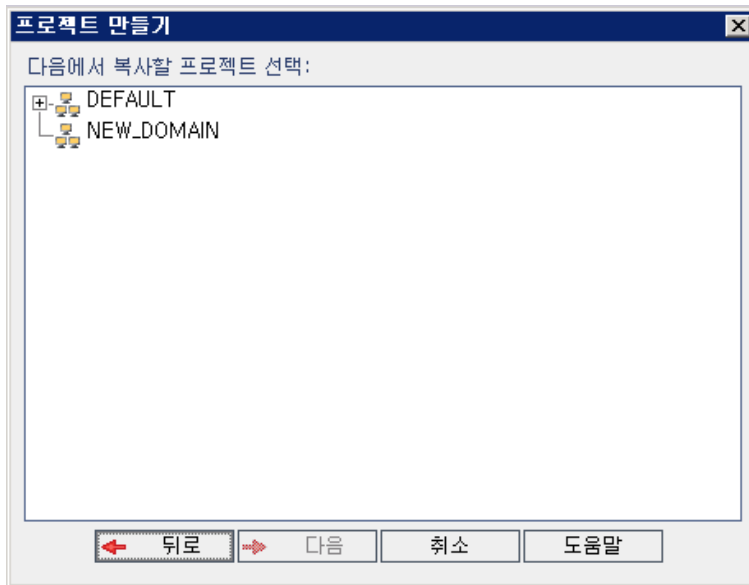 프로젝트 만들기
다음에서 복사할 프로젝트 선택:
DEFAULT
NEW_DOMAIN
뒤로
다음
취소
도움말